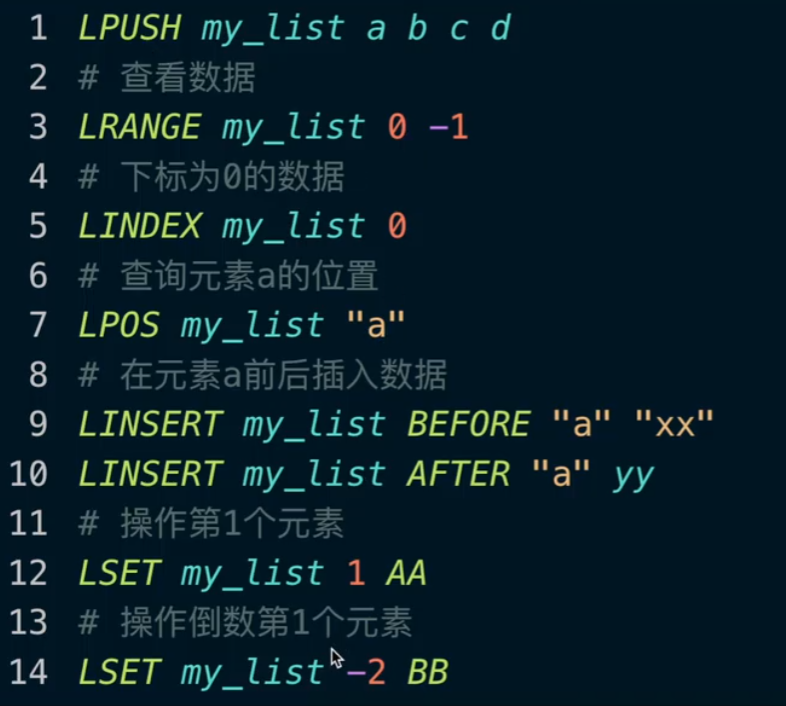 1 LPUSH my_list a b c d
2 # 查看数据
3 LRANGE my_list 0 -1
4 # 下标为0的数据
5 LINDEX my_list 0
6 # 查询元素a的位置
7 LPOS my_list "a"
8 # 在元素a前后插入数据
9 LINSERT my_list BEFORE "a" "xx"
10 LINSERT my_list AFTER "a" yy
11 # 操作第1个元素
12 LSET my_list 1 AA
13 # 操作倒数第1个元素
14 LSET my_list -2 BB